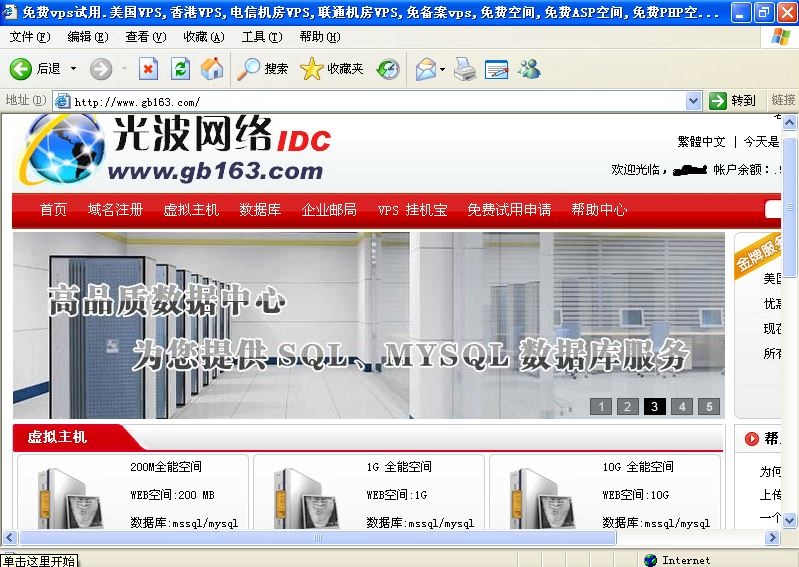 免费vps试用.美国VPS,香港VPS,电信机房VPS,联通机房VPS,免备案vps,免费空间,免费ASP空间,免费PHP空...
文件(F) 编辑(E) 查看(V) 收藏(A) 工具(T) 帮助(H)
后退 搜索 收藏夹
地址(D) http://www.gb163.com/ 转到 链接
光波网络IDC
www.gb163.com
繁體中文 | 今天是
欢迎光临, 帐户余额:
首页 域名注册 虚拟主机 数据库 企业邮局 VPS 挂机宝 免费试用申请 帮助中心
高品质数据中心
为您提供 SQL、MYSQL 数据库服务
1 2 3 4 5
金牌服务
美国
优惠
现在
所有
虚拟主机
200M全能空间
WEB空间:200 MB
数据库:mssql/mysql
1G 全能空间
WEB空间:1G
数据库:mssql/mysql
10G 全能空间
WEB空间:10G
数据库:mssql/mysql
帮
为何
上传
一个
单击这里开始
Internet